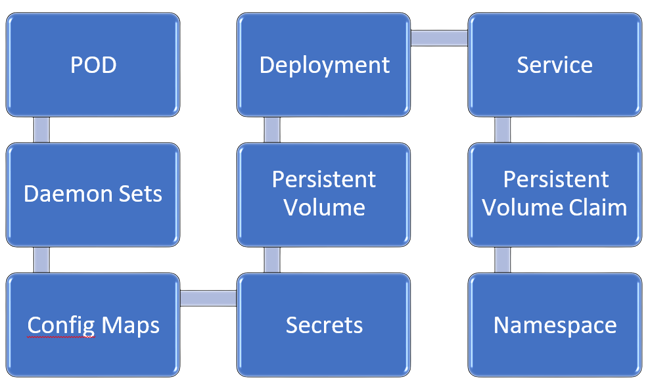 POD
Daemon Sets
Config Maps
Secrets
Persistent
Volume
Deployment
Service
Persistent
Volume Claim
Namespace